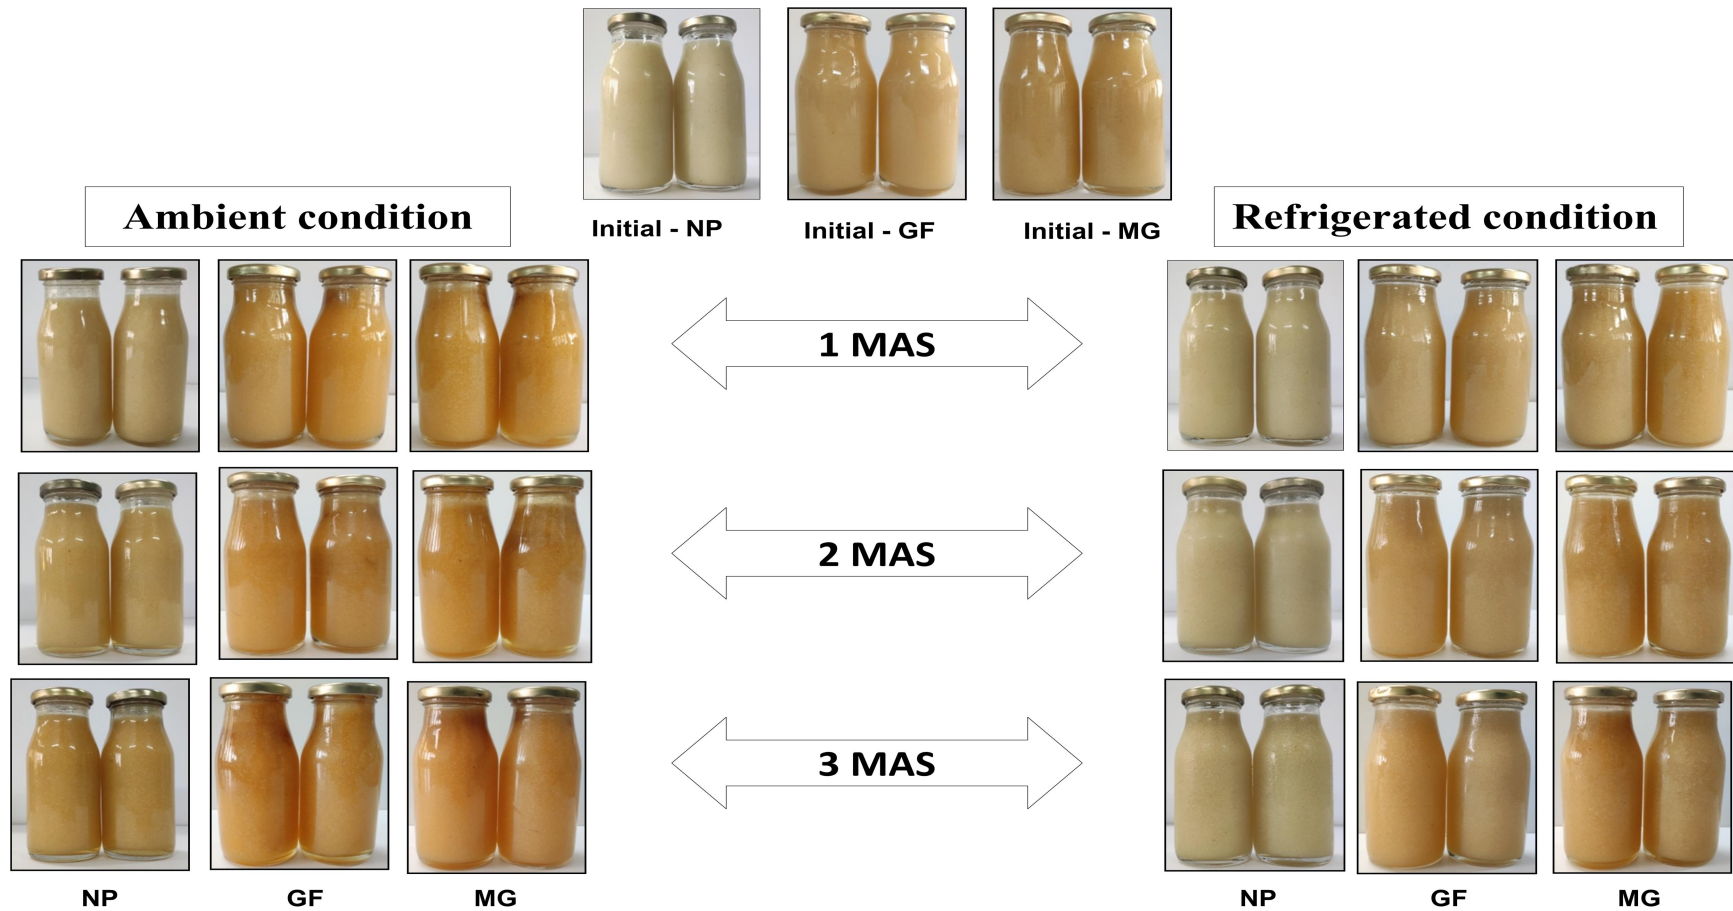 Initial - NP
Initial - GF
Initial - MG
Ambient condition
Refrigerated condition
1 MAS
2 MAS
3 MAS
NP
GF
MG
NP
GF
MG